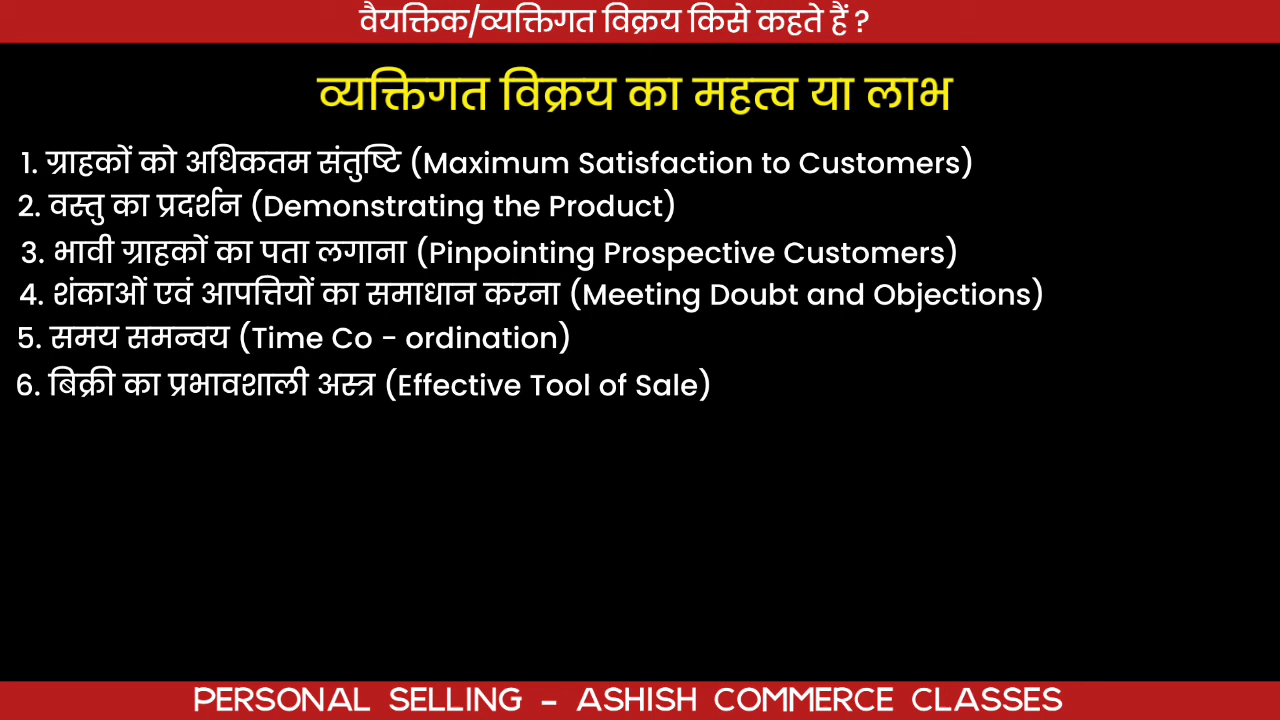 वैयक्तिक/व्यक्तिगत विक्रय किसे कहते हैं ?
व्यक्तिगत विक्रय का महत्व या लाभ
1. ग्राहकों को अधिकतम संतुष्टि (Maximum Satisfaction to Customers)
2. वस्तु का प्रदर्शन (Demonstrating the Product)
3. भावी ग्राहकों का पता लगाना (Pinpointing Prospective Customers)
4. शंकाओं एवं आपत्तियों का समाधान करना (Meeting Doubt and Objections)
5. समय समन्वय (Time Co - ordination)
6. बिक्री का प्रभावशाली अस्त्र (Effective Tool of Sale)
PERSONAL SELLING - ASHISH COMMERCE CLASSES